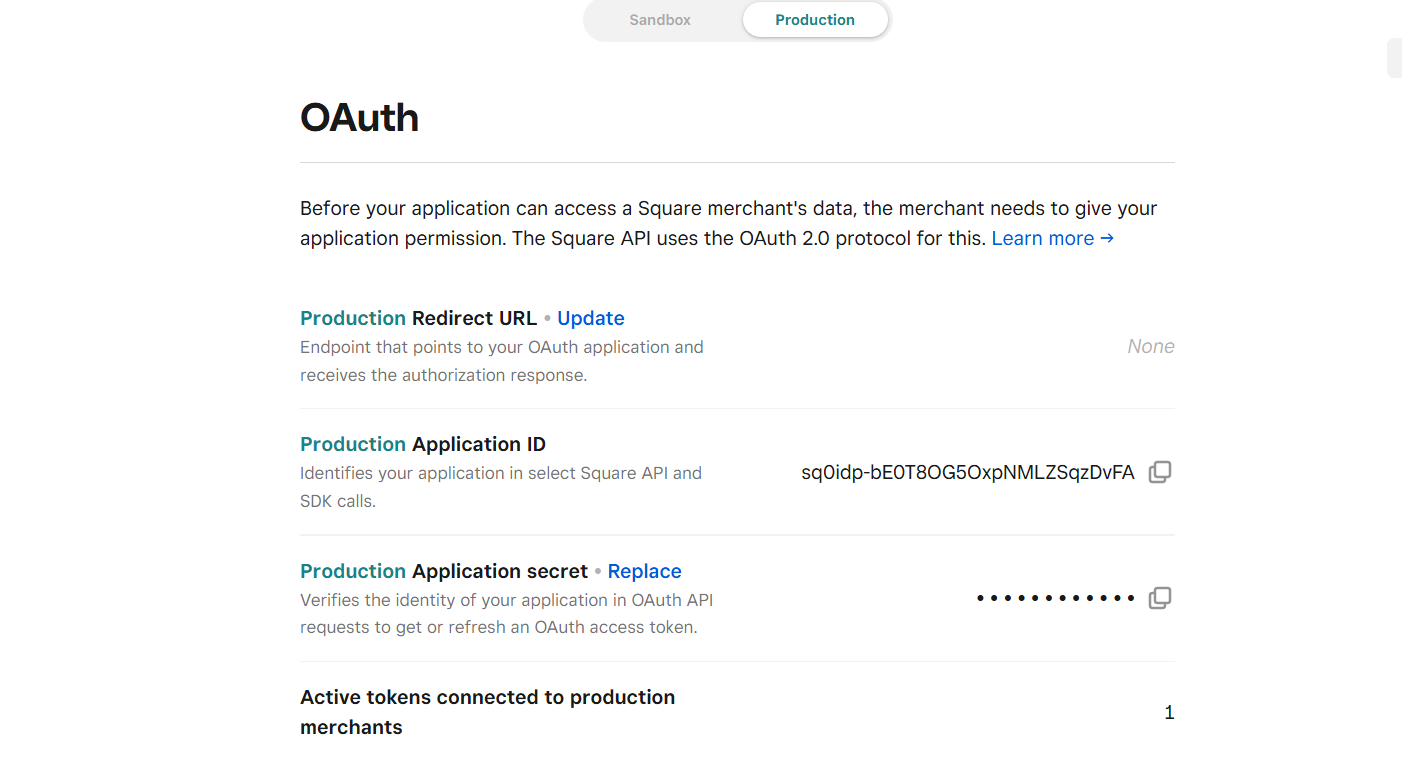 Sandbox Production
OAuth
Before your application can access a Square merchant's data, the merchant needs to give your
application permission. The Square API uses the OAuth 2.0 protocol for this. Learn more →
Production Redirect URL • Update
Endpoint that points to your OAuth application and
receives the authorization response.
None
Production Application ID
Identifies your application in select Square API and
SDK calls.
sq0idp-bE0T8OG5OxpNMLZSqzDvFA
Production Application secret • Replace
Verifies the identity of your application in OAuth API
requests to get or refresh an OAuth access token.
••••••••••••
Active tokens connected to production
merchants
1